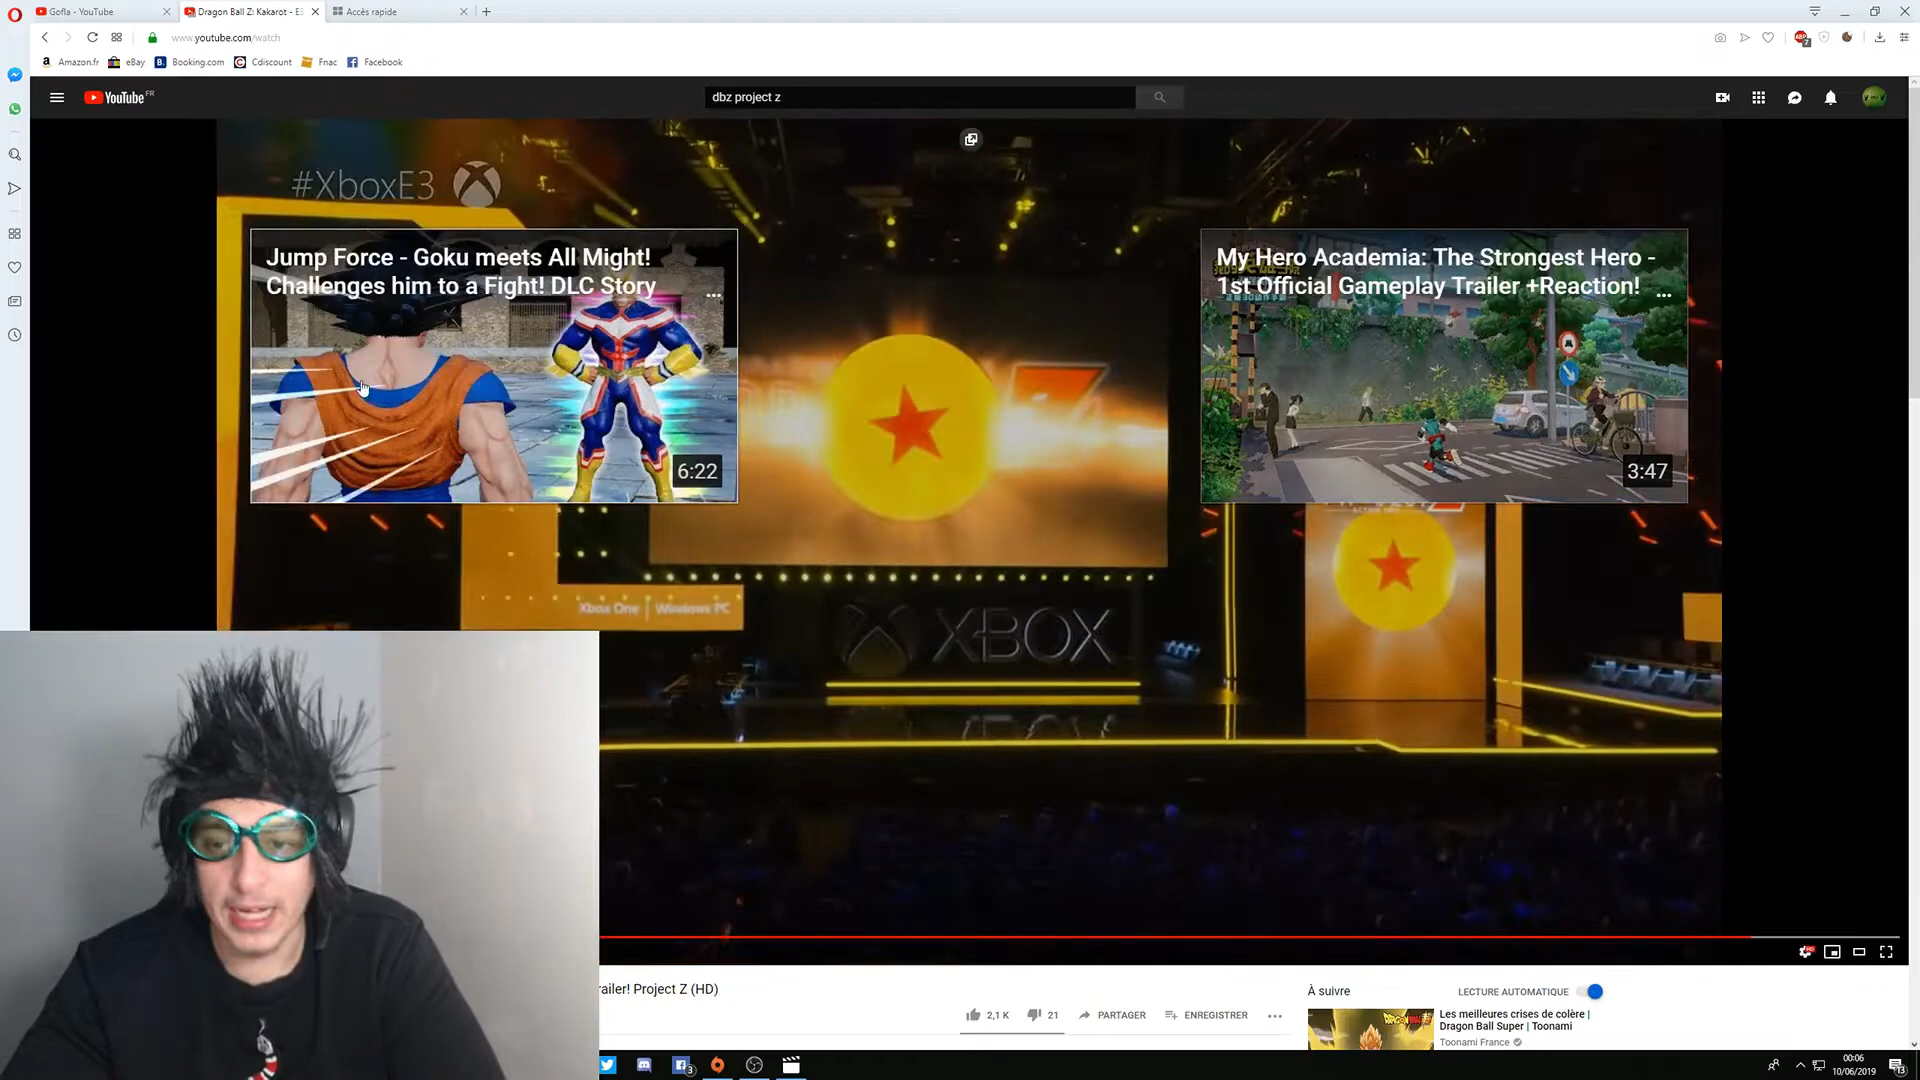 Gofla - YouTube
Dragon Ball Z: Kakarot - E3
Accès rapide
www.youtube.com/watch
Amazon.fr
eBay
Booking.com
Cdiscount
Fnac
Facebook
YouTube FR
dbz project z
#XboxE3
Jump Force - Goku meets All Might!
Challenges him to a Fight! DLC Story
6:22
My Hero Academia: The Strongest Hero -
1st Official Gameplay Trailer +Reaction!
3:47
Xbox One | Windows PC
XBOX
railer! Project Z (HD)
2,1 K
21
PARTAGER
ENREGISTRER
À suivre
LECTURE AUTOMATIQUE
Les meilleures crises de colère |
Dragon Ball Super | Toonami
Toonami France
00:06
10/06/2019